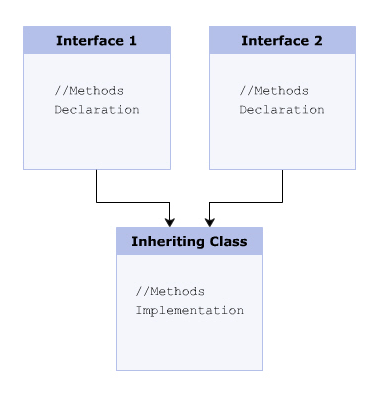 Interface 1
//Methods
Declaration
Interface 2
//Methods
Declaration
Inheriting Class
//Methods
Implementation